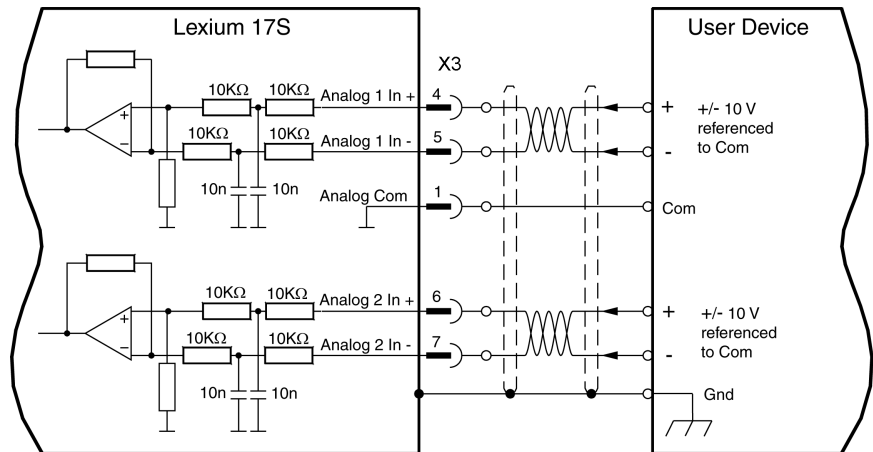 Lexium 17S
User Device
X3
10KΩ 10KΩ Analog 1 In + 4
+
10KΩ 10KΩ Analog 1 In - 5
-
+/- 10 V
referenced
to Com
+
−
10n 10n
Analog Com 1
Com
10KΩ 10KΩ Analog 2 In + 6
+
10KΩ 10KΩ Analog 2 In - 7
-
+/- 10 V
referenced
to Com
+
−
10n 10n
Gnd